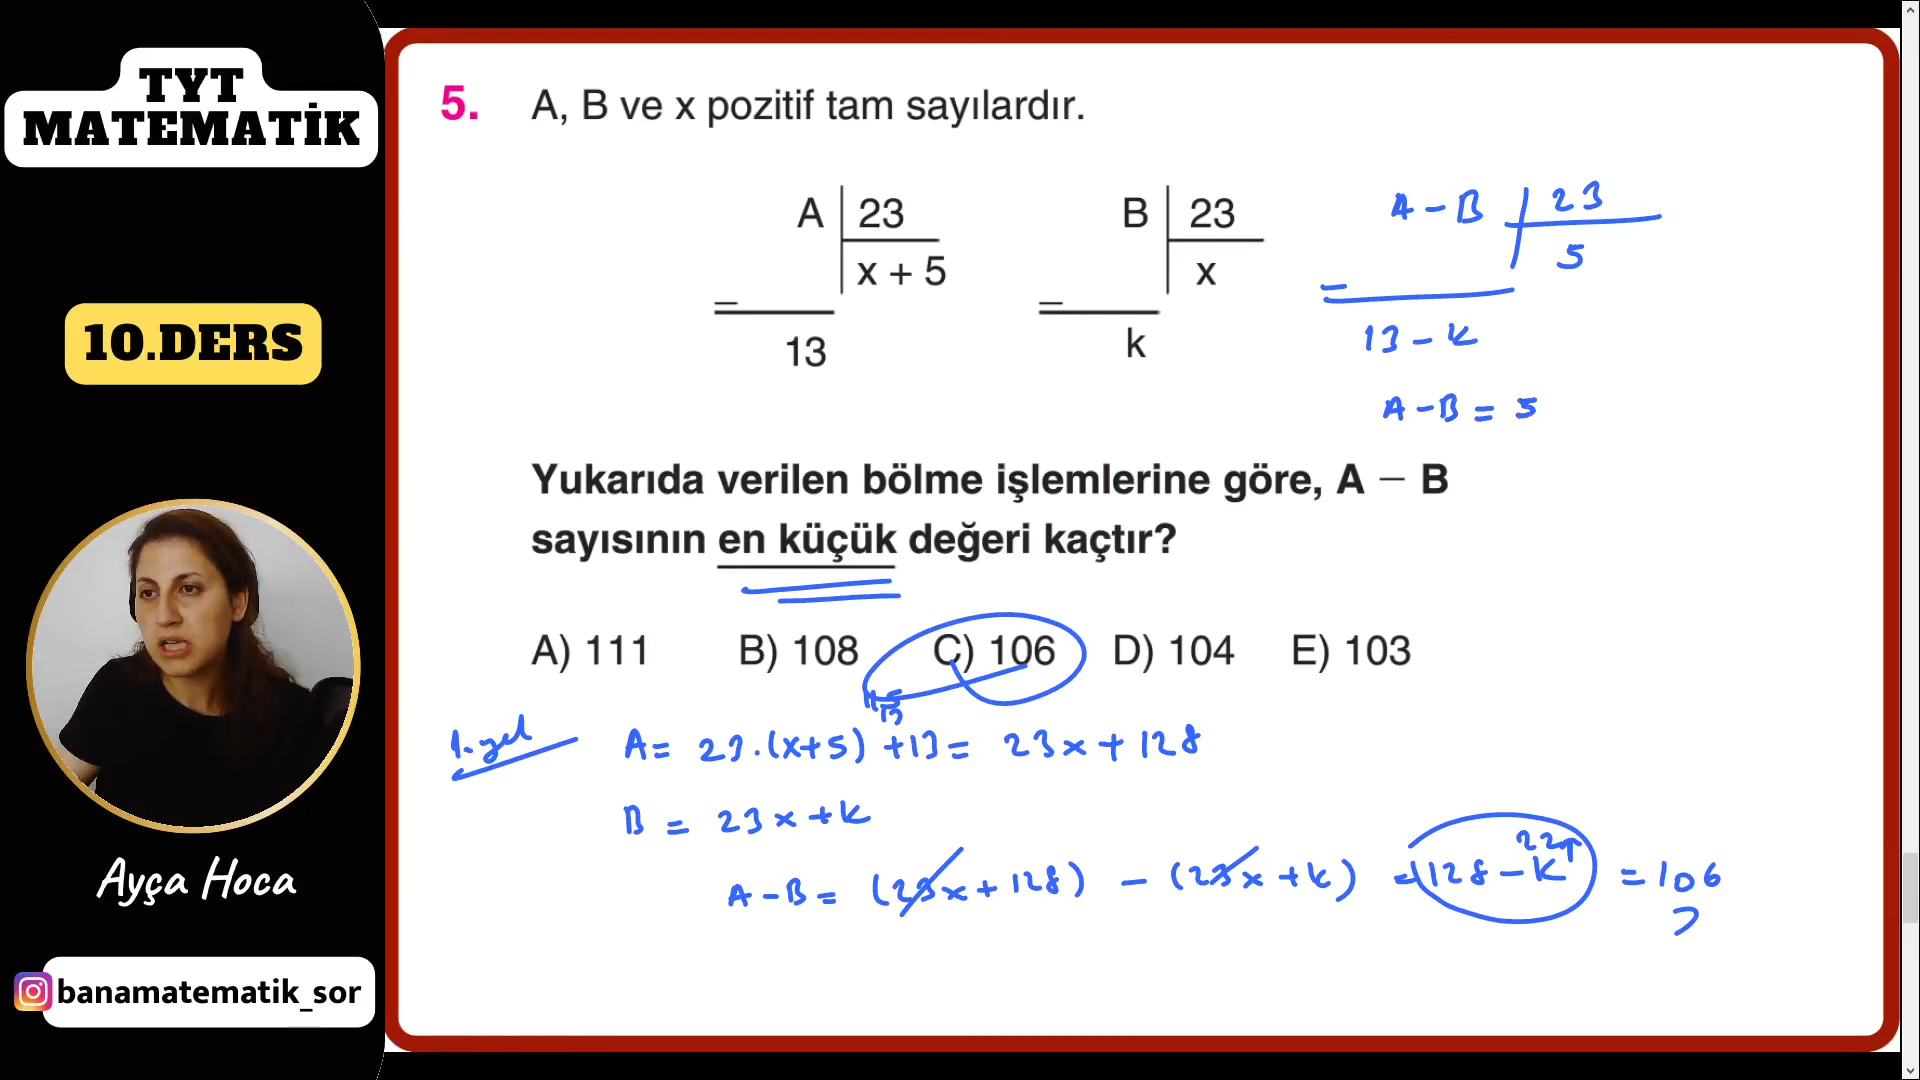 TYT
MATEMATİK
10.DERS
Ayça Hoca
banamatematik_sor
5. A, B ve x pozitif tam sayılardır.
A 23
x + 5
13
B 23
x
k
A - B 23
5
13 - k
A - B = 5
Yukarıda verilen bölme işlemlerine göre, A – B
sayısının en küçük değeri kaçtır?
A) 111 B) 108 C) 106 D) 104 E) 103
1. yol
A = 23.(x+5) + 13 = 23x + 128
B = 23x + k
A - B = (23x + 128) - (23x + k) = 128 - k = 106
22